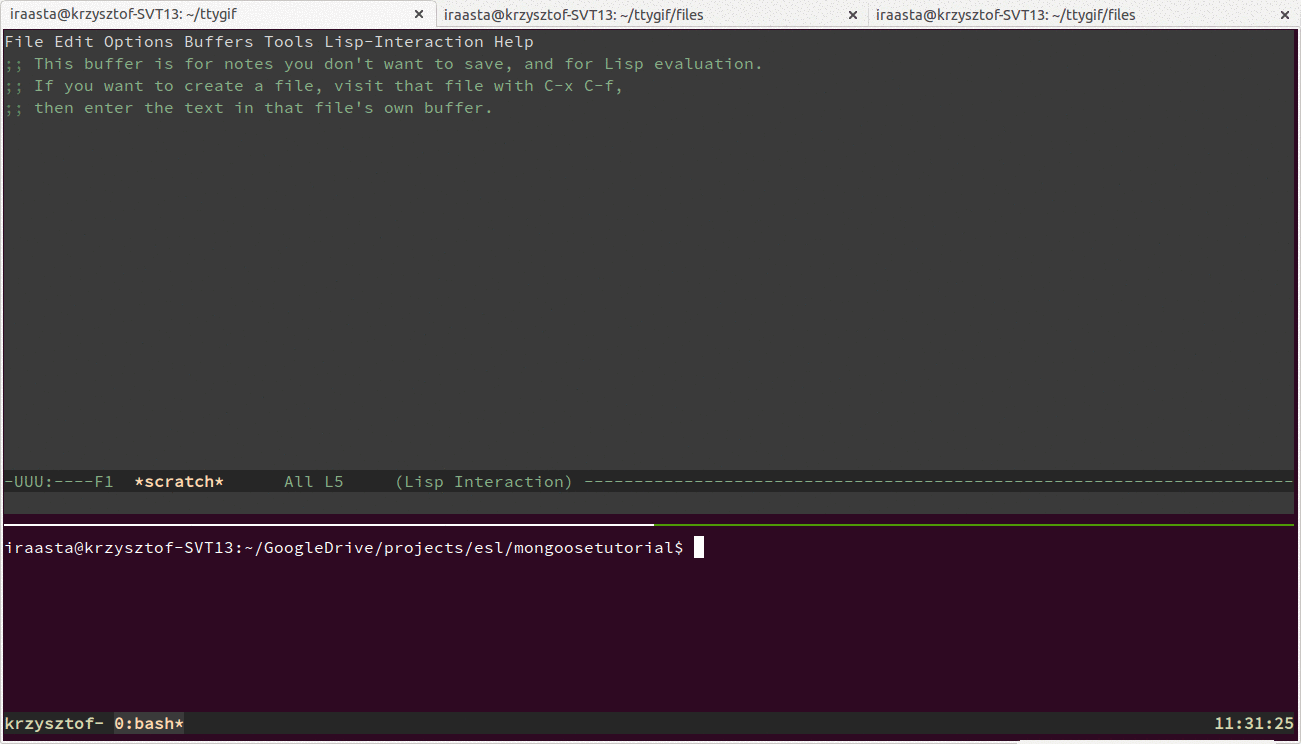 iraasta@krzysztof-SVT13: ~/ttygif × iraasta@krzysztof-SVT13: ~/ttygif/files × iraasta@krzysztof-SVT13: ~/ttygif/files ×
File Edit Options Buffers Tools Lisp-Interaction Help
;; This buffer is for notes you don't want to save, and for Lisp evaluation.
;; If you want to create a file, visit that file with C-x C-f,
;; then enter the text in that file's own buffer.
-UUU:----F1  *scratch*      All L5     (Lisp Interaction) -----------------------------------------------------------------------
iraasta@krzysztof-SVT13:~/GoogleDrive/projects/esl/mongoosetutorial$
krzysztof- 0:bash* 11:31:25